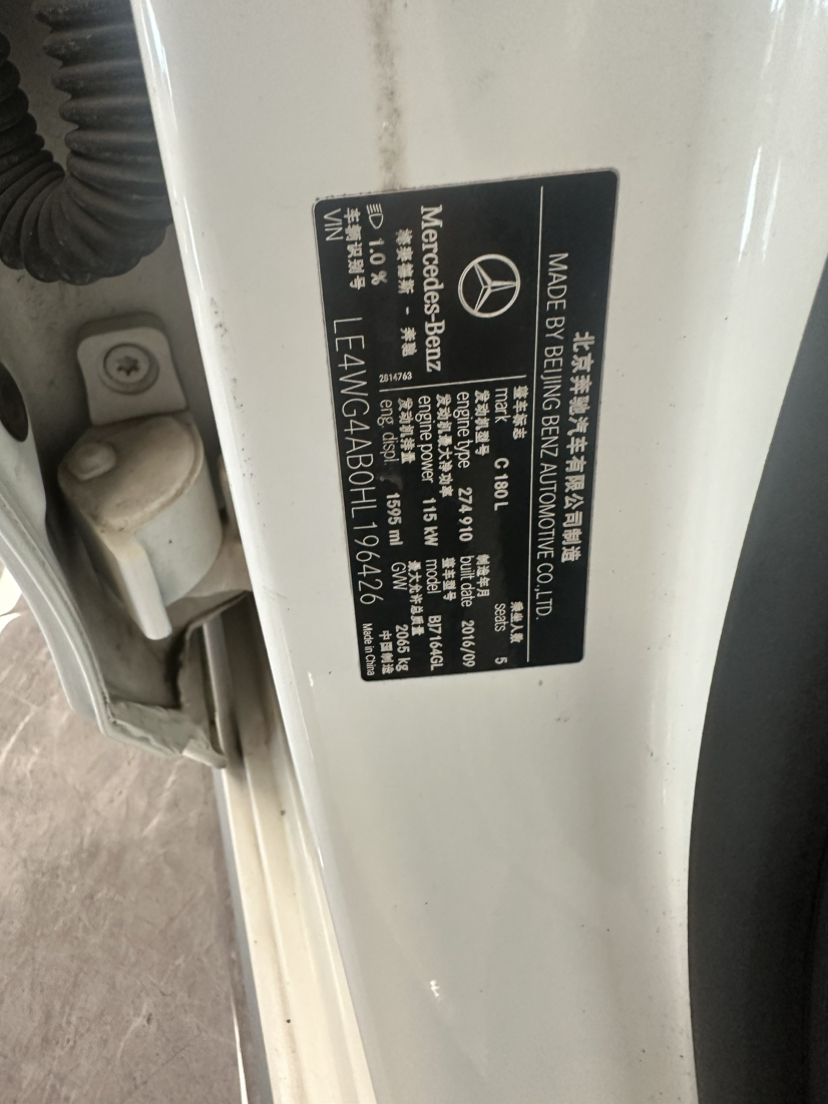 北京奔驰汽车有限公司制造
MADE BY BEIJING BENZ AUTOMOTIVE CO.,LTD.
Mercedes-Benz
梅赛德斯 - 奔驰
1.0 %
2814763
乘坐人数
seats 5
整车标志
mark C 180 L
发动机型号
engine type 274 910
制造年月
built date 2016/09
发动机最大净功率
engine power 115 kW
整车型号
model BJ7164GL
发动机排量
eng. displ. 1595 ml
最大允许总质量
GVW 2065 kg
车辆识别号
VIN LE4WG4AB0HL196426
中国制造
Made in China